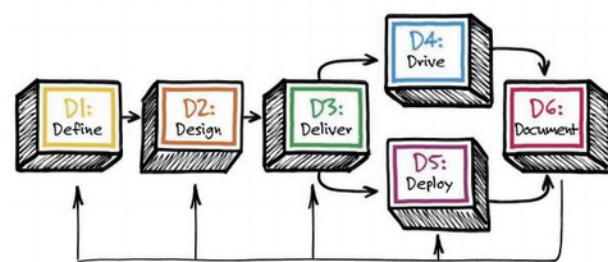 D1:
Define
D2:
Design
D3:
Deliver
D4:
Drive
D5:
Deploy
D6:
Document